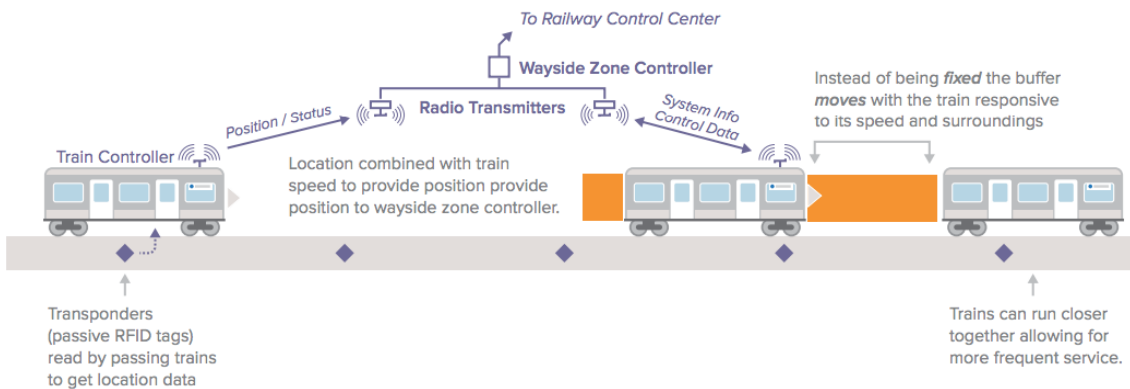 To Railway Control Center
Wayside Zone Controller
Radio Transmitters
Position / Status
System Info
Control Data
Instead of being fixed the buffer
moves with the train responsive
to its speed and surroundings
Train Controller
Location combined with train
speed to provide position provide
position to wayside zone controller.
Transponders
(passive RFID tags)
read by passing trains
to get location data
Trains can run closer
together allowing for
more frequent service.